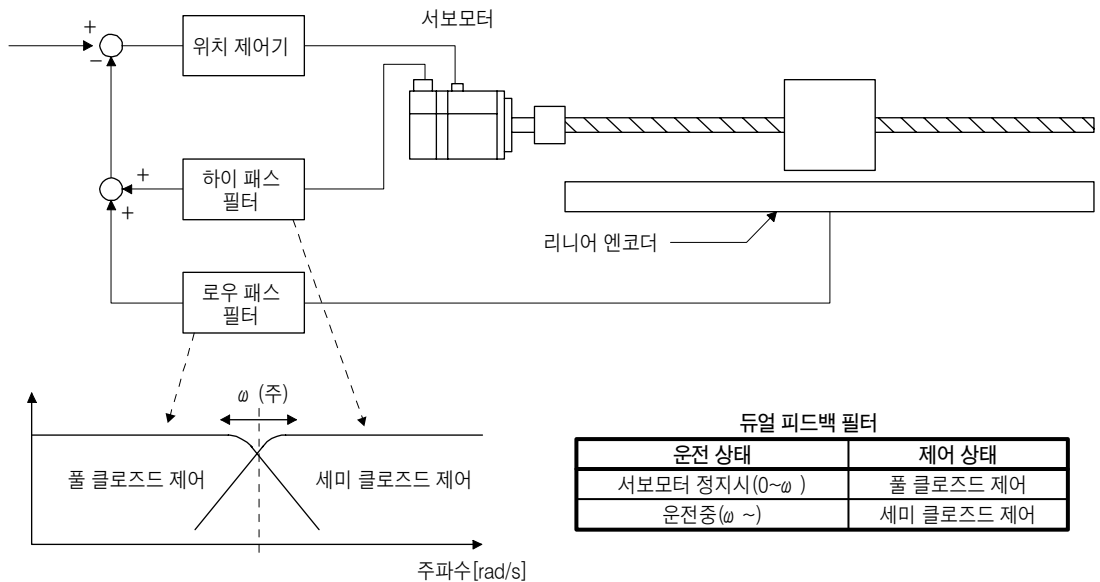 서보모터
+
−
위치 제어기
+
+
하이 패스
필터
리니어 엔코더
로우 패스
필터
ω (주)
풀 클로즈드 제어
세미 클로즈드 제어
주파수[rad/s]
듀얼 피드백 필터
운전 상태 제어 상태
서보모터 정지시(0~ω ) 풀 클로즈드 제어
운전중(ω ~) 세미 클로즈드 제어